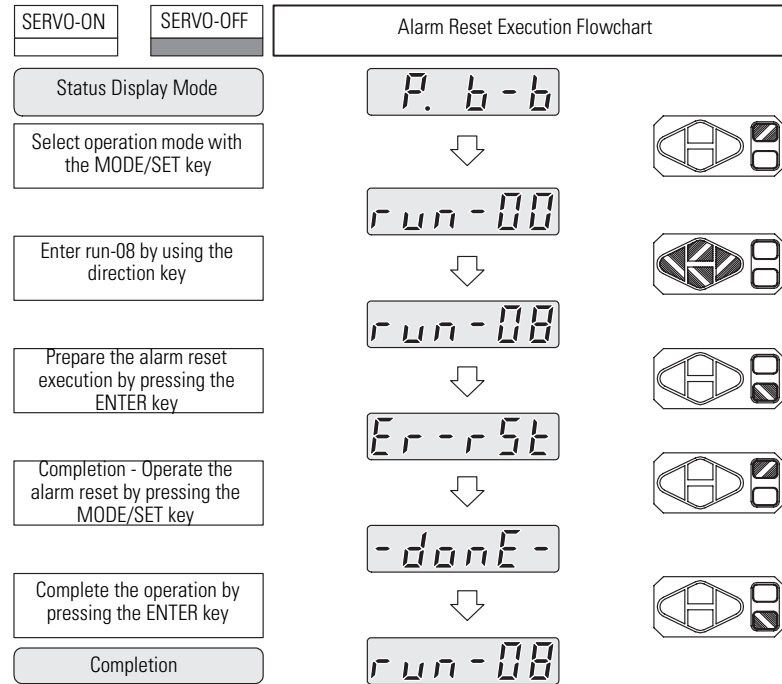 SERVO-ON
SERVO-OFF
Alarm Reset Execution Flowchart
Status Display Mode
P. b-b
Select operation mode with
the MODE/SET key
run-00
Enter run-08 by using the
direction key
run-08
Prepare the alarm reset
execution by pressing the
ENTER key
Er-rSt
Completion - Operate the
alarm reset by pressing the
MODE/SET key
-donE-
Complete the operation by
pressing the ENTER key
Completion
run-08